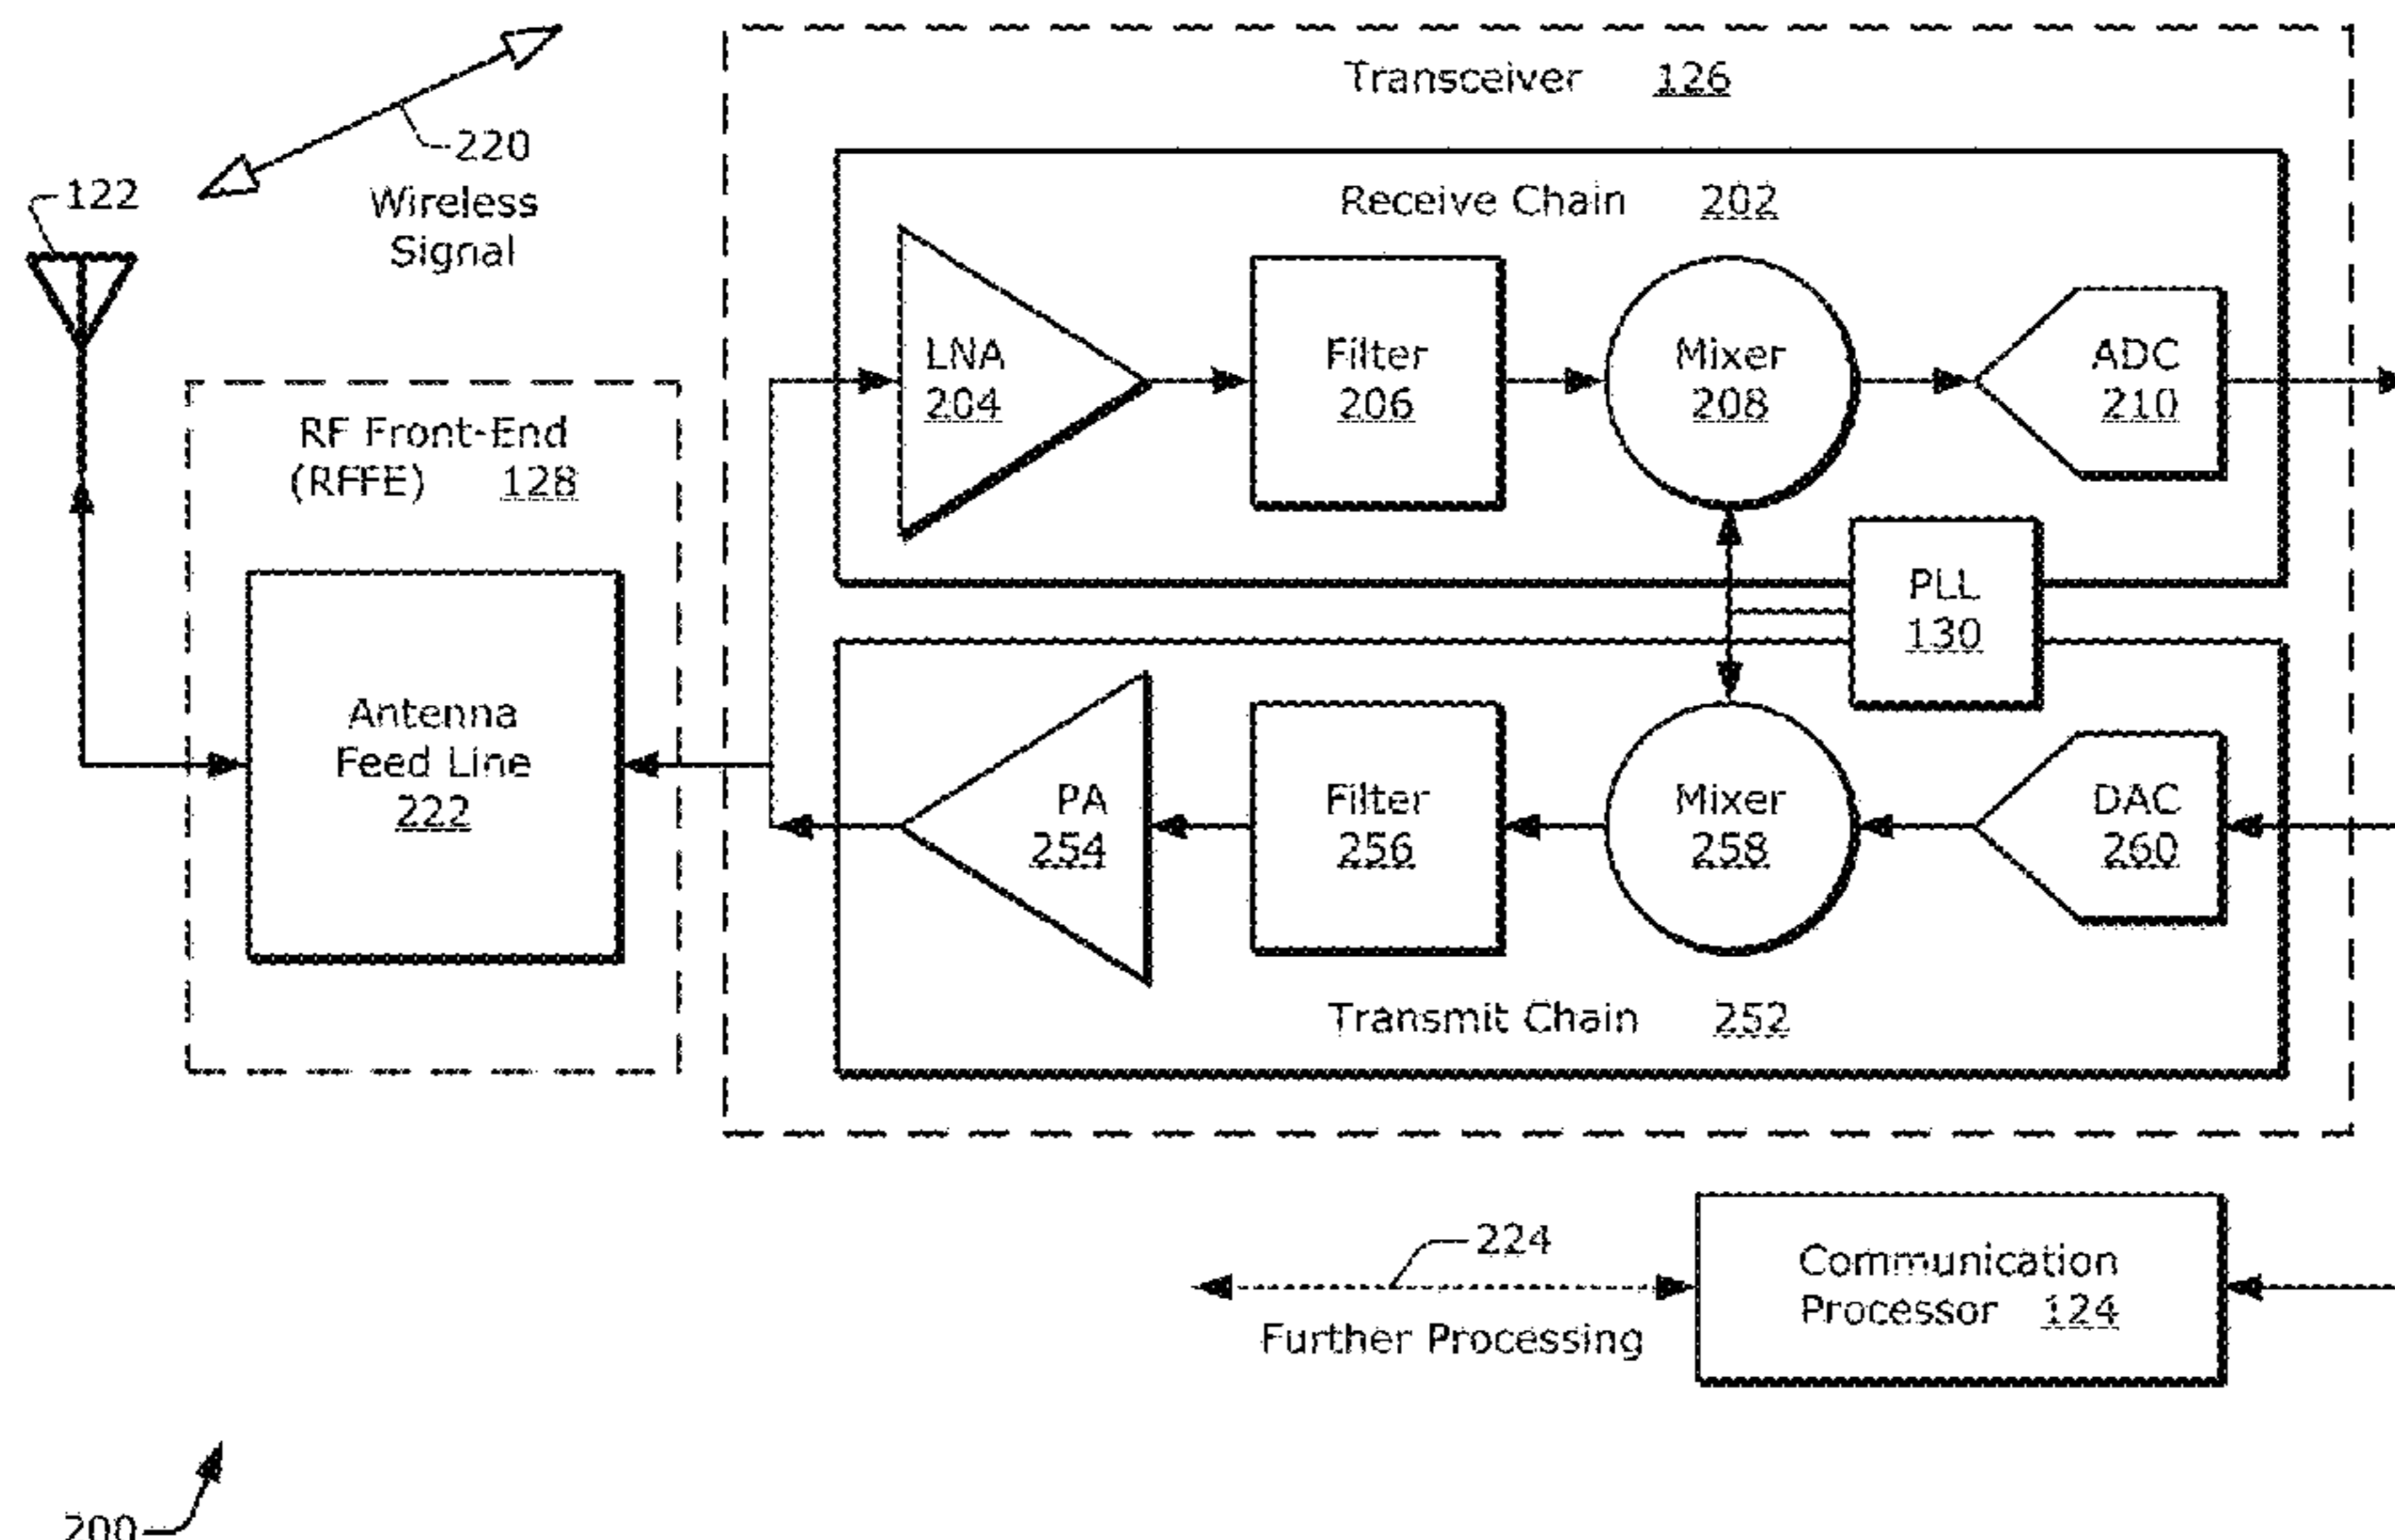 220
Wireless
Signal
122
Transceiver 126
Receive Chain 202
LNA
204
Filter
206
Mixer
208
ADC
210
RF Front-End
(RFFE) 128
PLL
130
Antenna
Feed Line
222
PA
254
Filter
256
Mixer
258
DAC
260
Transmit Chain 252
224
Further Processing
Communication
Processor 124
200